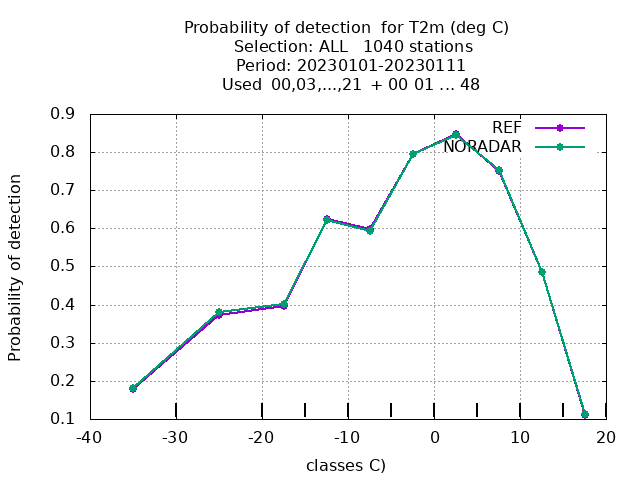 Probability of detection  for T2m (deg C)
Selection: ALL   1040 stations
Period: 20230101-20230111
Used  00,03,...,21  + 00 01 ... 48
0.9
0.8
0.7
0.6
0.5
0.4
0.3
0.2
0.1
Probability of detection
REF
NORADAR
-40 -30 -20 -10 0 10 20
classes C)